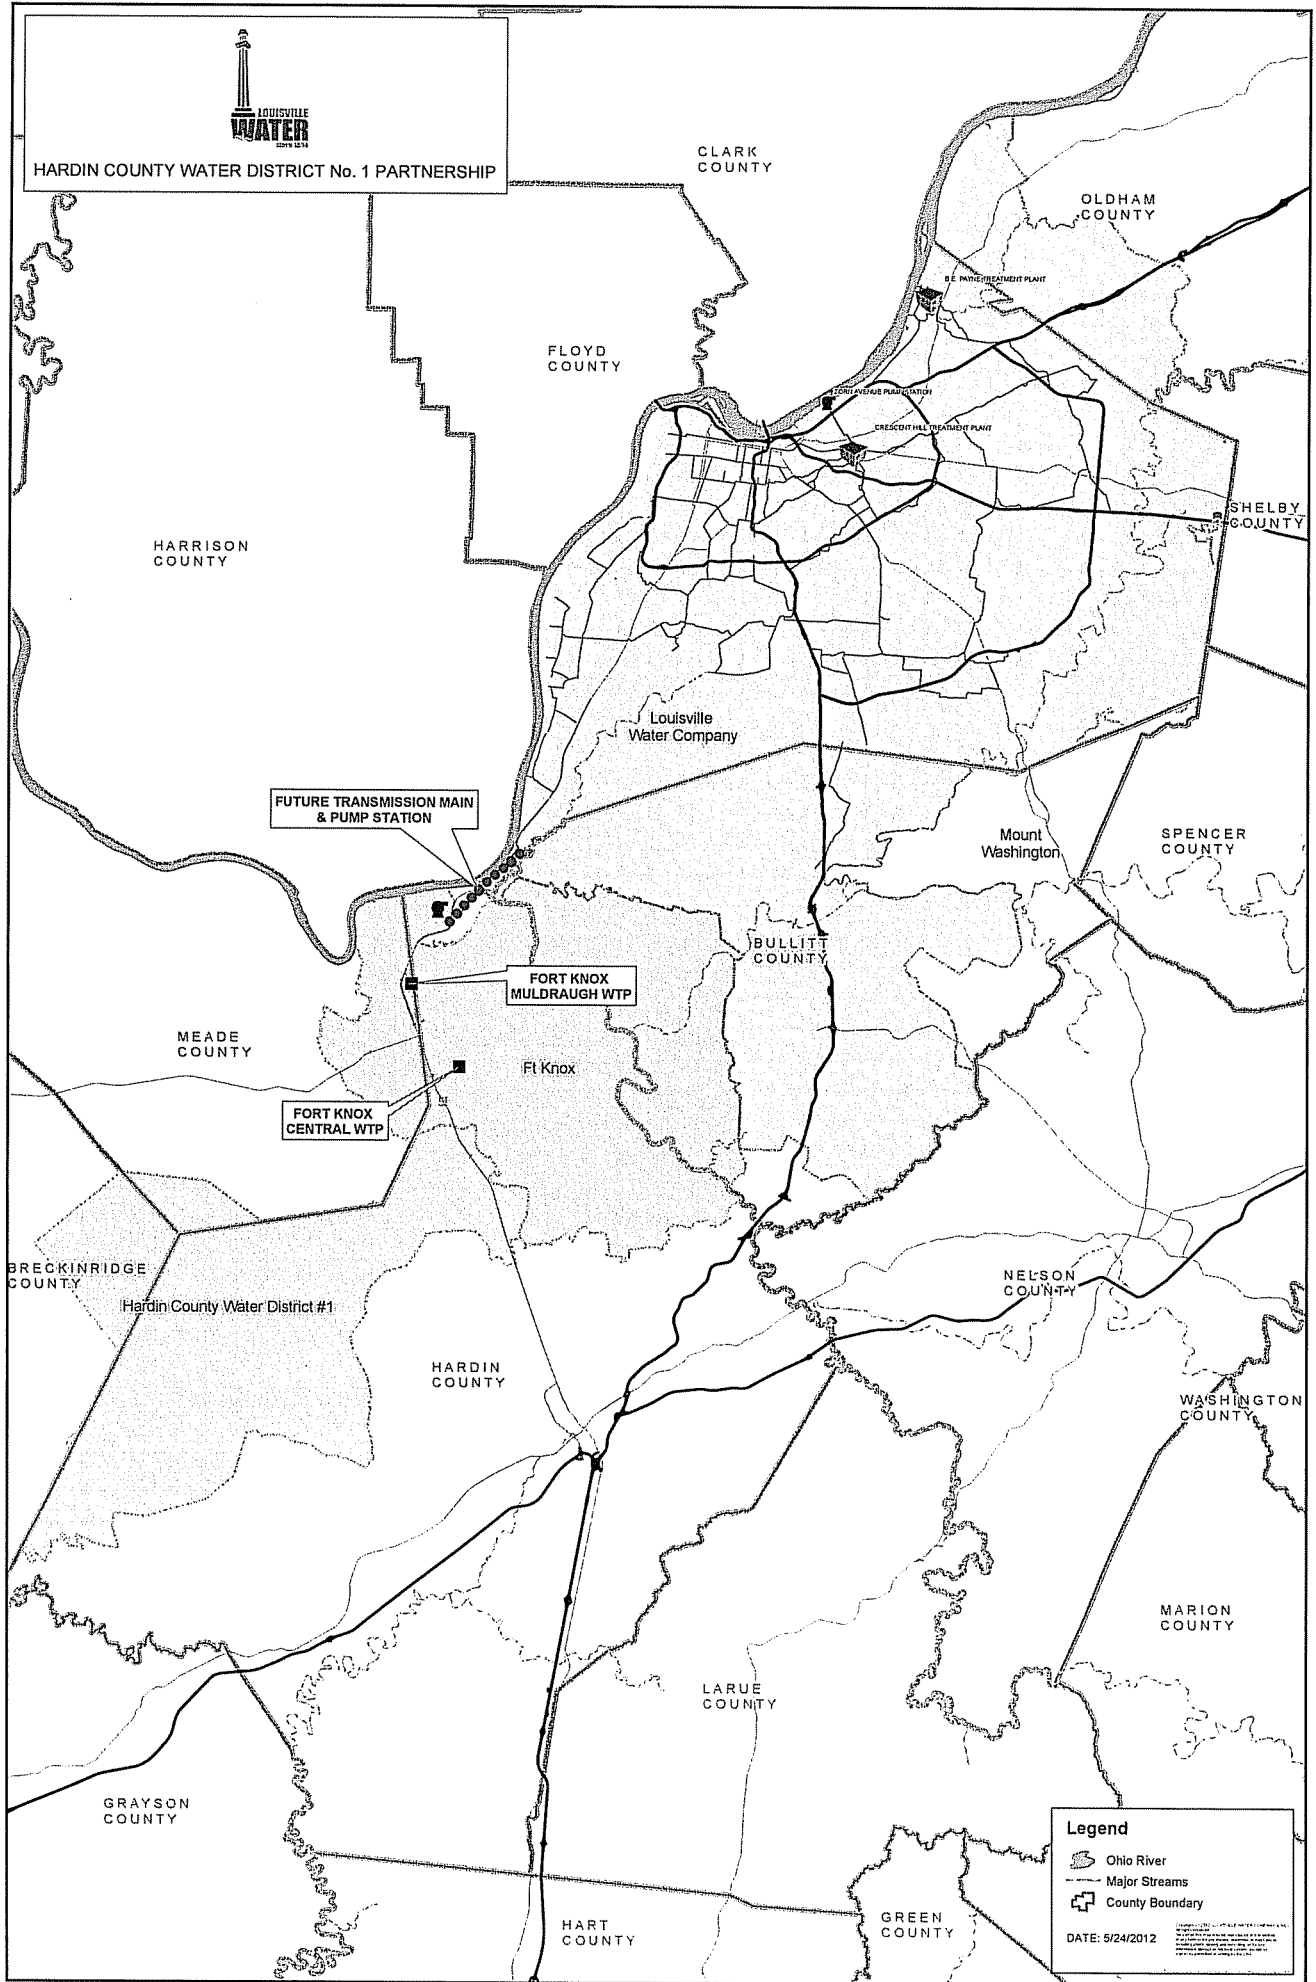 LOUISVILLE
WATER
HARDIN COUNTY WATER DISTRICT No. 1 PARTNERSHIP
CLARK
COUNTY
OLDHAM
COUNTY
B.E. PAYNE TREATMENT PLANT
FLOYD
COUNTY
ZORN AVENUE PUMP STATION
CRESCENT HILL TREATMENT PLANT
SHELBY
COUNTY
HARRISON
COUNTY
Louisville
Water Company
FUTURE TRANSMISSION MAIN
& PUMP STATION
Mount
Washington
SPENCER
COUNTY
BULLITT
COUNTY
FORT KNOX
MULDRAUGH WTP
MEADE
COUNTY
Ft Knox
FORT KNOX
CENTRAL WTP
BRECKINRIDGE
COUNTY
NELSON
COUNTY
Hardin County Water District #1
HARDIN
COUNTY
WASHINGTON
COUNTY
MARION
COUNTY
LARUE
COUNTY
GRAYSON
COUNTY
HART
COUNTY
GREEN
COUNTY
Legend
Ohio River
Major Streams
County Boundary
DATE: 5/24/2012